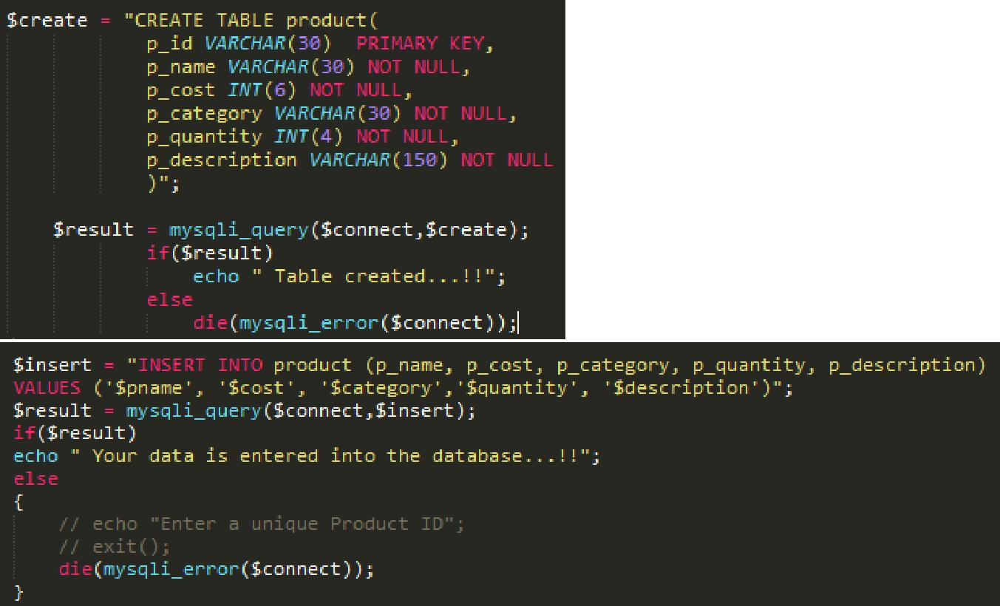 $create = "CREATE TABLE product(
p_id VARCHAR(30)  PRIMARY KEY,
p_name VARCHAR(30) NOT NULL,
p_cost INT(6) NOT NULL,
p_category VARCHAR(30) NOT NULL,
p_quantity INT(4) NOT NULL,
p_description VARCHAR(150) NOT NULL
)";
$result = mysqli_query($connect,$create);
if($result)
echo " Table created...!!";
else
die(mysqli_error($connect));
$insert = "INSERT INTO product (p_name, p_cost, p_category, p_quantity, p_description)
VALUES ('$pname', '$cost', '$category','$quantity', '$description')";
$result = mysqli_query($connect,$insert);
if($result)
echo " Your data is entered into the database...!!";
else
{
// echo "Enter a unique Product ID";
// exit();
die(mysqli_error($connect));
}